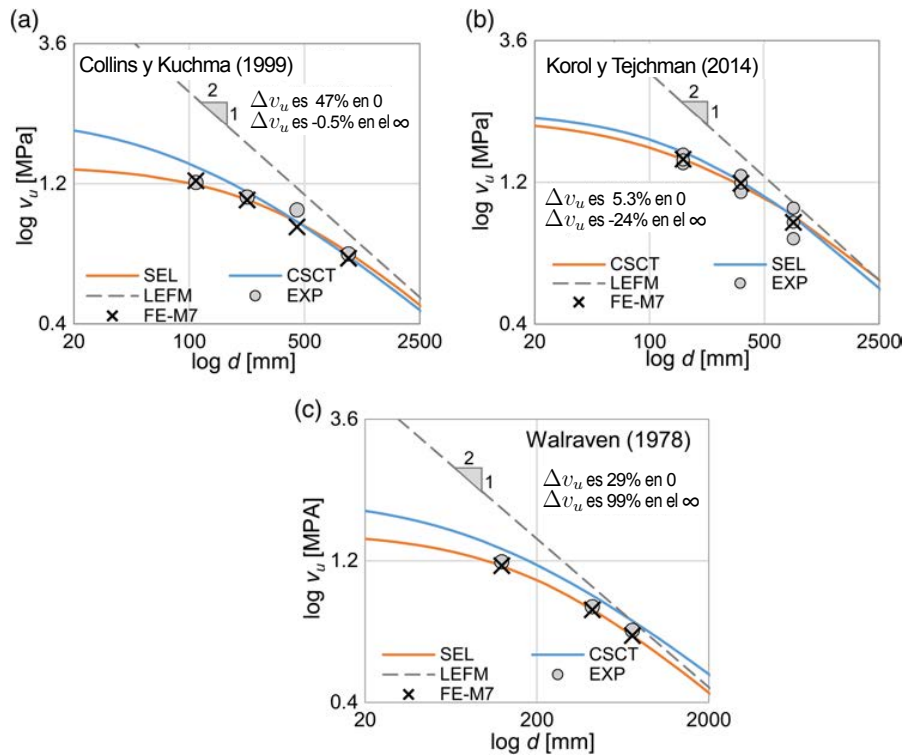 (a)
3.6
Collins y Kuchma (1999)
2
1
Δv_u es 47% en 0
Δv_u es -0.5% en el ∞
log v_u [MPa]
1.2
SEL
CSCT
LEFM
EXP
FE-M7
0.4
20
100
500
2500
log d [mm]
(b)
3.6
Korol y Tejchman (2014)
2
1
log v_u [MPa]
1.2
Δv_u es 5.3% en 0
Δv_u es -24% en el ∞
CSCT
SEL
LEFM
EXP
FE-M7
0.4
20
100
500
2500
log d [mm]
(c)
3.6
Walraven (1978)
2
1
Δv_u es 29% en 0
Δv_u es 99% en el ∞
log v_u [MPA]
1.2
SEL
CSCT
LEFM
EXP
FE-M7
0.4
20
200
2000
log d [mm]